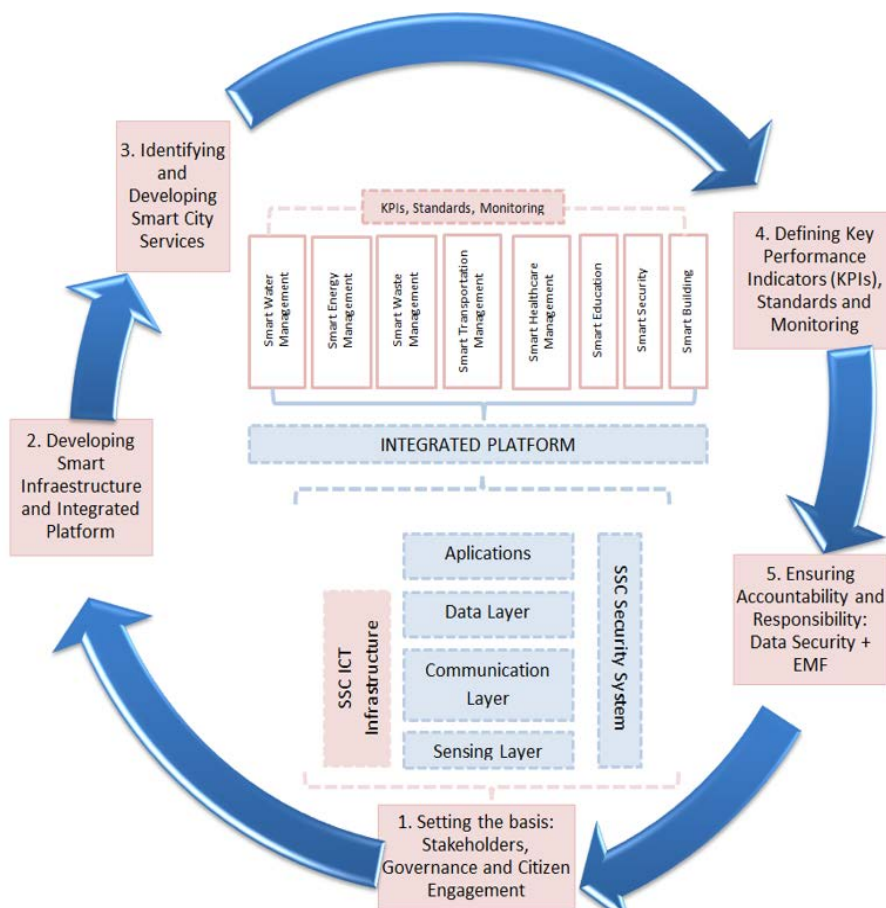 3. Identifying
and
Developing
Smart City
Services
KPIs, Standards, Monitoring
Smart Water
Management
Smart Energy
Management
Smart Waste
Management
Smart Transportation
Management
Smart Healthcare
Management
Smart Education
Smart Security
Smart Building
4. Defining Key
Performance
Indicators (KPIs),
Standards and
Monitoring
2. Developing
Smart
Infraestructure
and Integrated
Platform
INTEGRATED PLATFORM
Aplications
Data Layer
Communication
Layer
Sensing Layer
SSC ICT
Infrastructure
SSC Security
System
5. Ensuring
Accountability and
Responsibility:
Data Security +
EMF
1. Setting the basis:
Stakeholders,
Governance and Citizen
Engagement